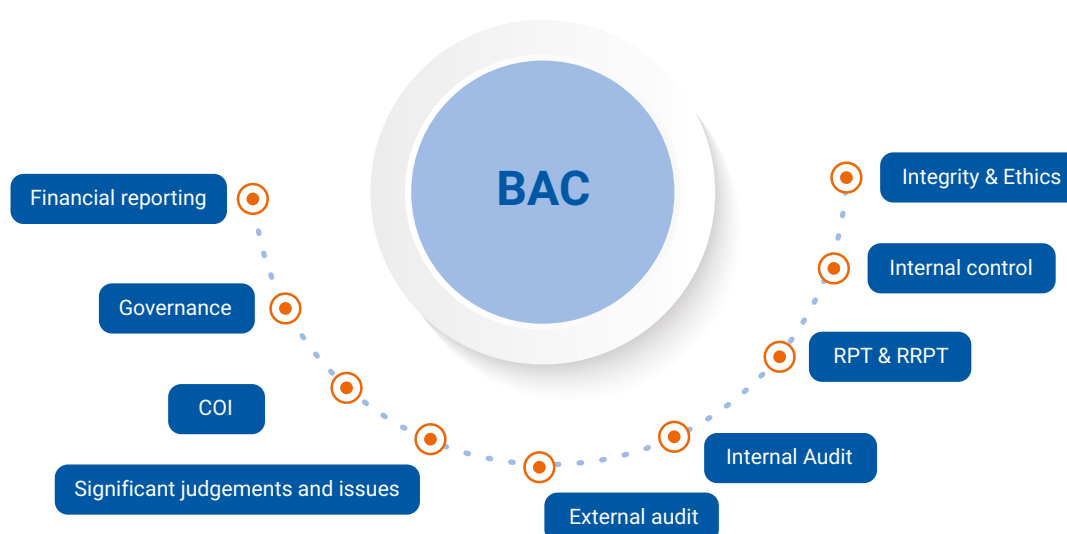 BAC
Financial reporting
Governance
COI
Significant judgements and issues
External audit
Internal Audit
RPT & RRPT
Internal control
Integrity & Ethics